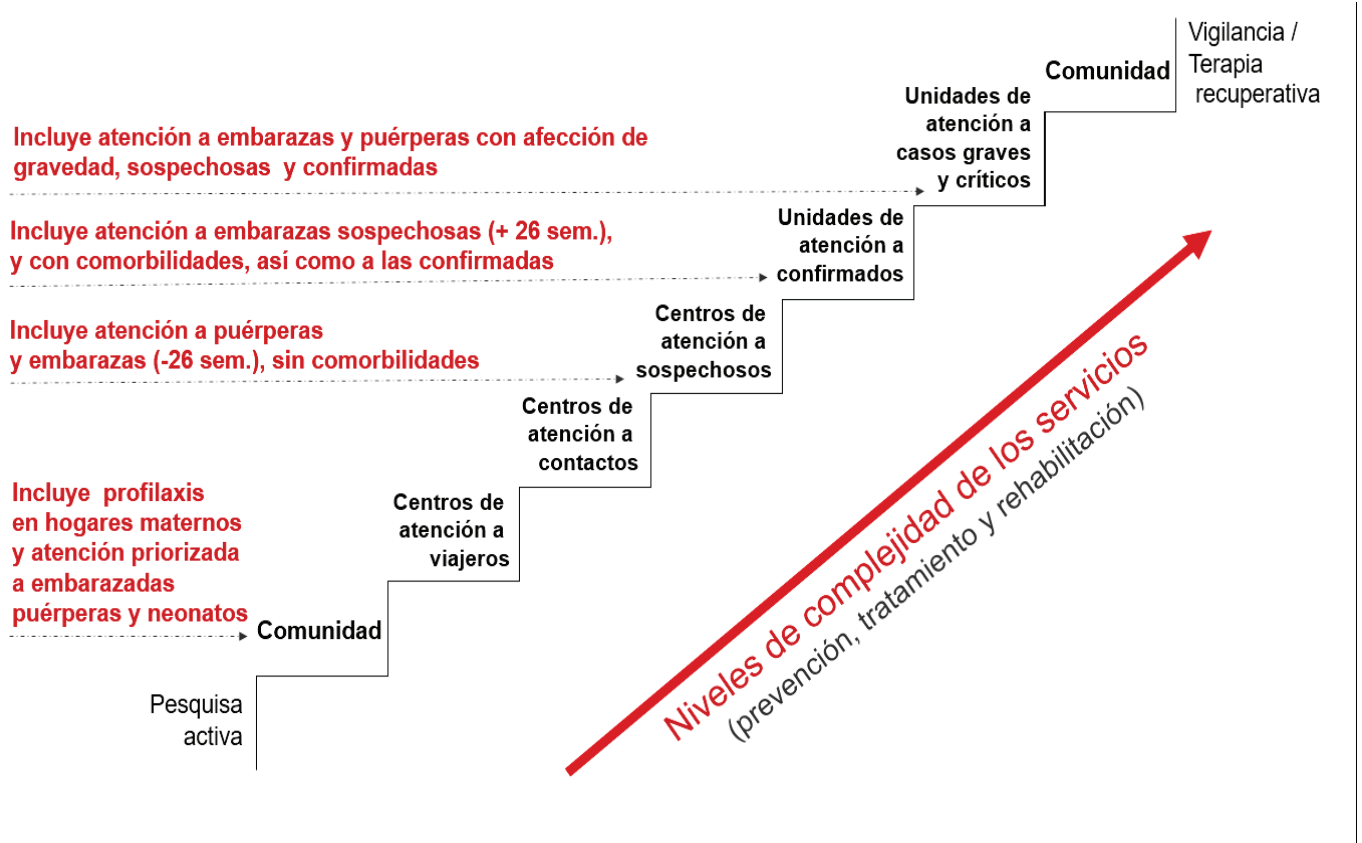 Vigilancia /
Terapia
recuperativa
Comunidad
Unidades de
atención a
casos graves
y críticos
Incluye atención a embarazas y puérperas con afección de
gravedad, sospechosas y confirmadas
Unidades de
atención a
confirmados
Incluye atención a embarazas sospechosas (+ 26 sem.),
y con comorbilidades, así como a las confirmadas
Centros de
atención a
sospechosos
Incluye atención a puérperas
y embarazas (-26 sem.), sin comorbilidades
Centros de
atención a
contactos
Centros de
atención a
viajeros
Incluye profilaxis
en hogares maternos
y atención priorizada
a embarazadas
puérperas y neonatos
Comunidad
Pesquisa
activa
Niveles de complejidad de los servicios
(prevención, tratamiento y rehabilitación)